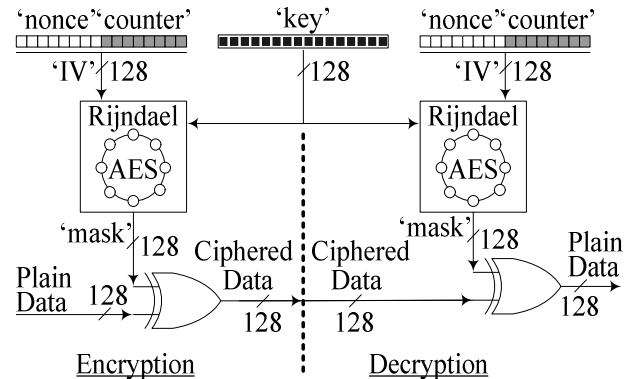 'nonce' 'counter'
'key'
'nonce' 'counter'
'IV'
128
128
'IV'
128
Rijndael
AES
Rijndael
AES
'mask'
128
'mask'
128
Plain
Data
128
Ciphered
Data
128
Ciphered
Data
128
Plain
Data
128
Encryption
Decryption